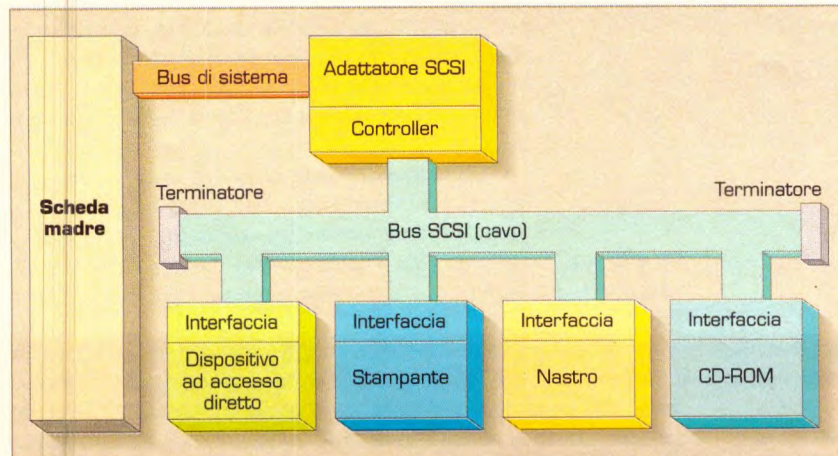 Bus di sistema
Adattatore SCSI
Controller
Scheda
madre
Terminatore
Terminatore
Bus SCSI (cavo)
Interfaccia
Dispositivo
ad accesso
diretto
Interfaccia
Stampante
Interfaccia
Nastro
Interfaccia
CD-ROM